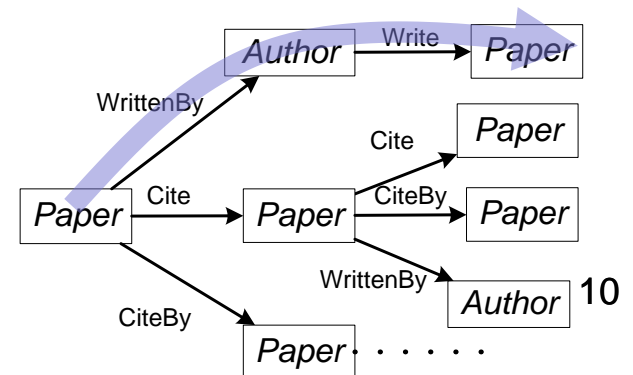 Author
Write
Paper
WrittenBy
Paper
Cite
Paper
Cite
Paper
CiteBy
Paper
WrittenBy
Author
10
CiteBy
Paper
. . . . . .